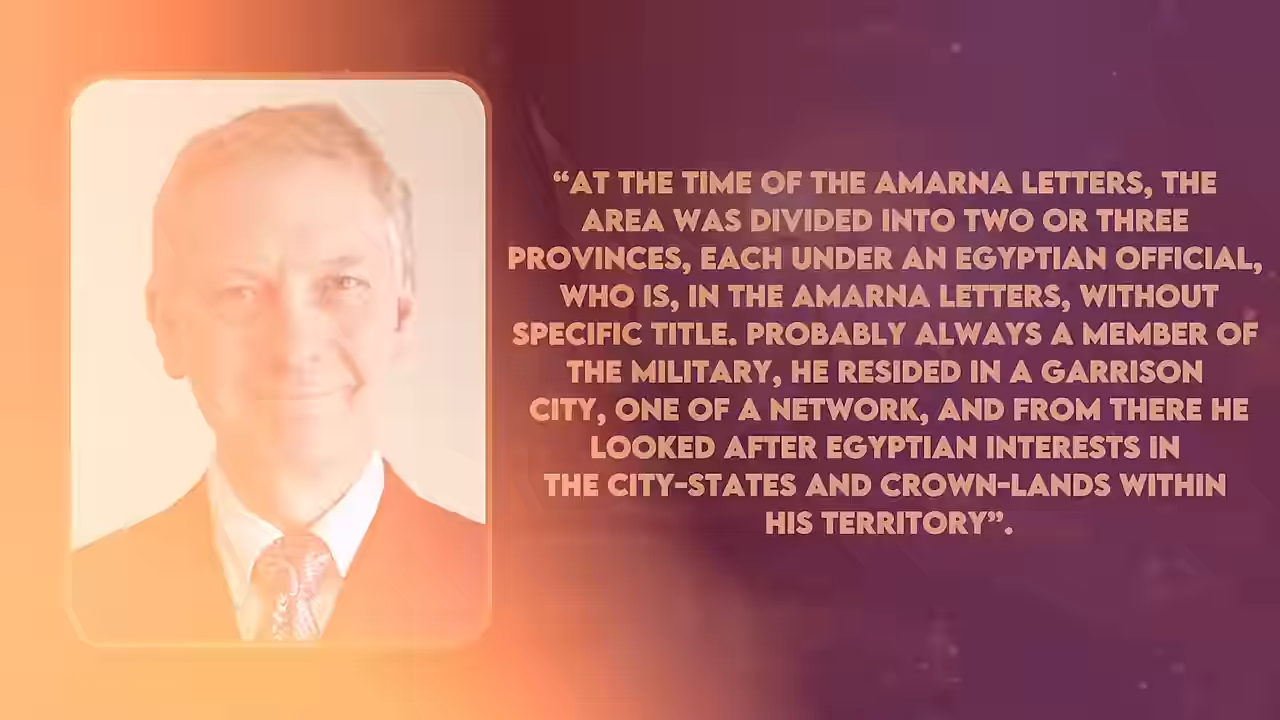 “AT THE TIME OF THE AMARNA LETTERS, THE
AREA WAS DIVIDED INTO TWO OR THREE
PROVINCES, EACH UNDER AN EGYPTIAN OFFICIAL,
WHO IS, IN THE AMARNA LETTERS, WITHOUT
SPECIFIC TITLE. PROBABLY ALWAYS A MEMBER OF
THE MILITARY, HE RESIDED IN A GARRISON
CITY, ONE OF A NETWORK, AND FROM THERE HE
LOOKED AFTER EGYPTIAN INTERESTS IN
THE CITY-STATES AND CROWN-LANDS WITHIN
HIS TERRITORY”.